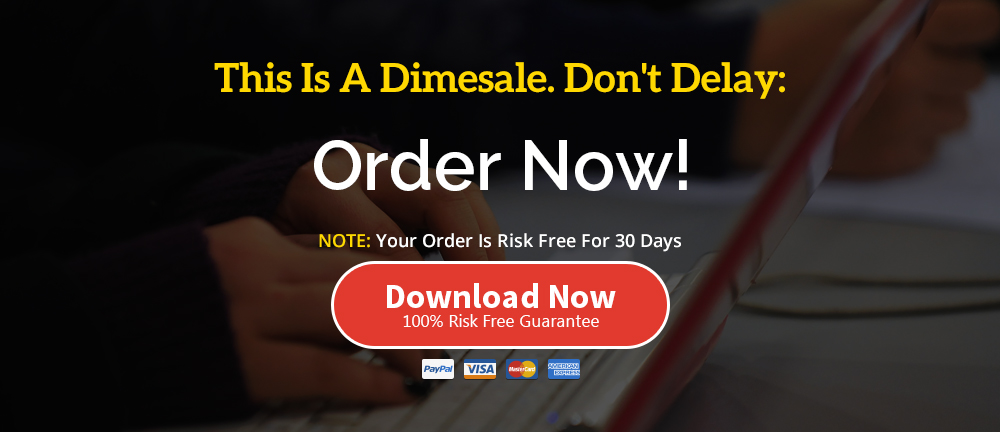 This Is A Dimesale. Don't Delay:
Order Now!
NOTE: Your Order Is Risk Free For 30 Days
Download Now
100% Risk Free Guarantee
PayPal VISA MasterCard AMERICAN EXPRESS